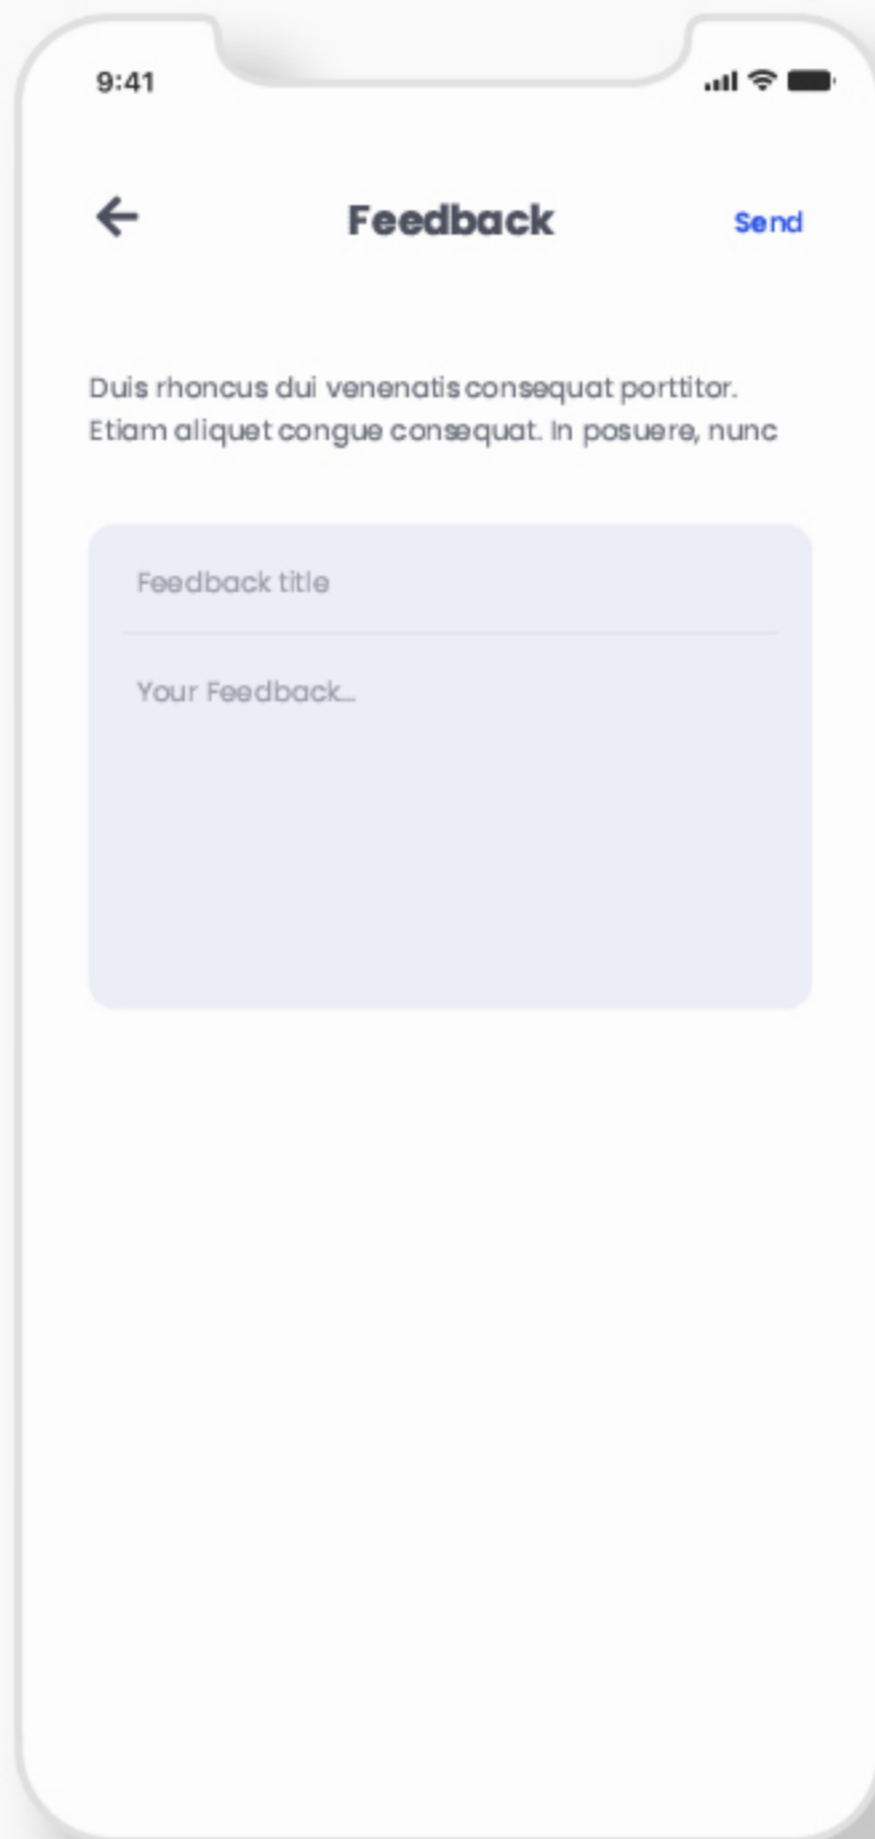 9:41
Feedback
Send
Duis rhoncus dui venenatis consequat porttitor.
Etiam aliquet congue consequat. In posuere, nunc
Feedback title
Your Feedback...